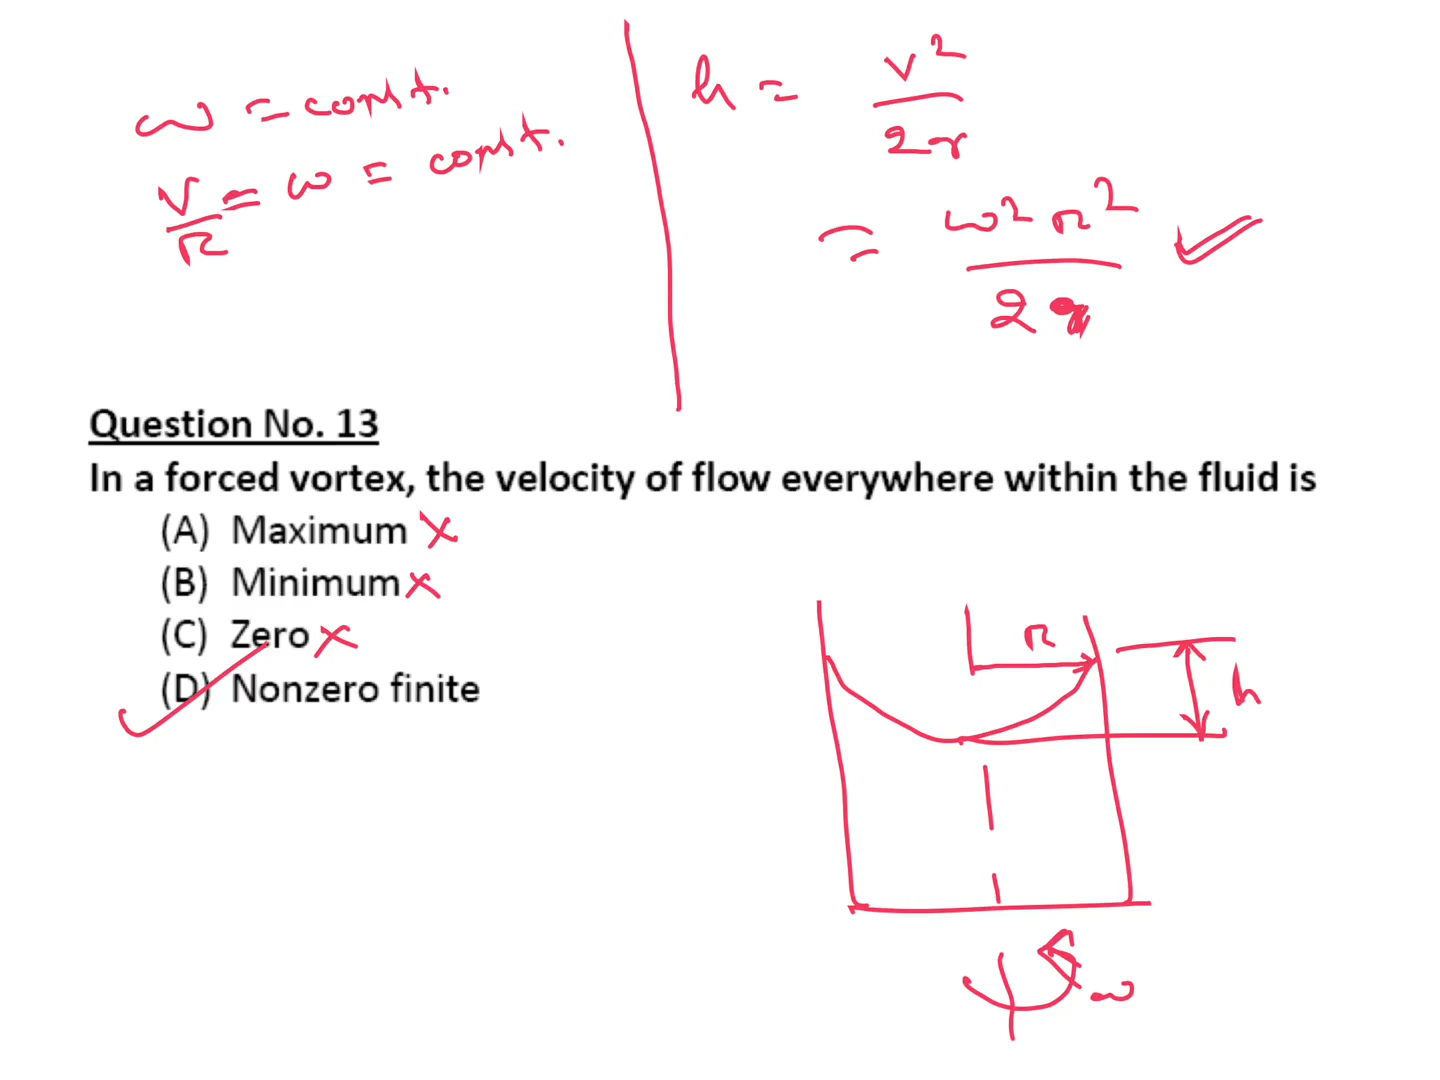 ω = const.
V/R = ω = const.
h = V²/2r
= ω²R²/2g
Question No. 13
In a forced vortex, the velocity of flow everywhere within the fluid is
(A) Maximum ×
(B) Minimum ×
(C) Zero ×
(D) Nonzero finite
R
h
ω